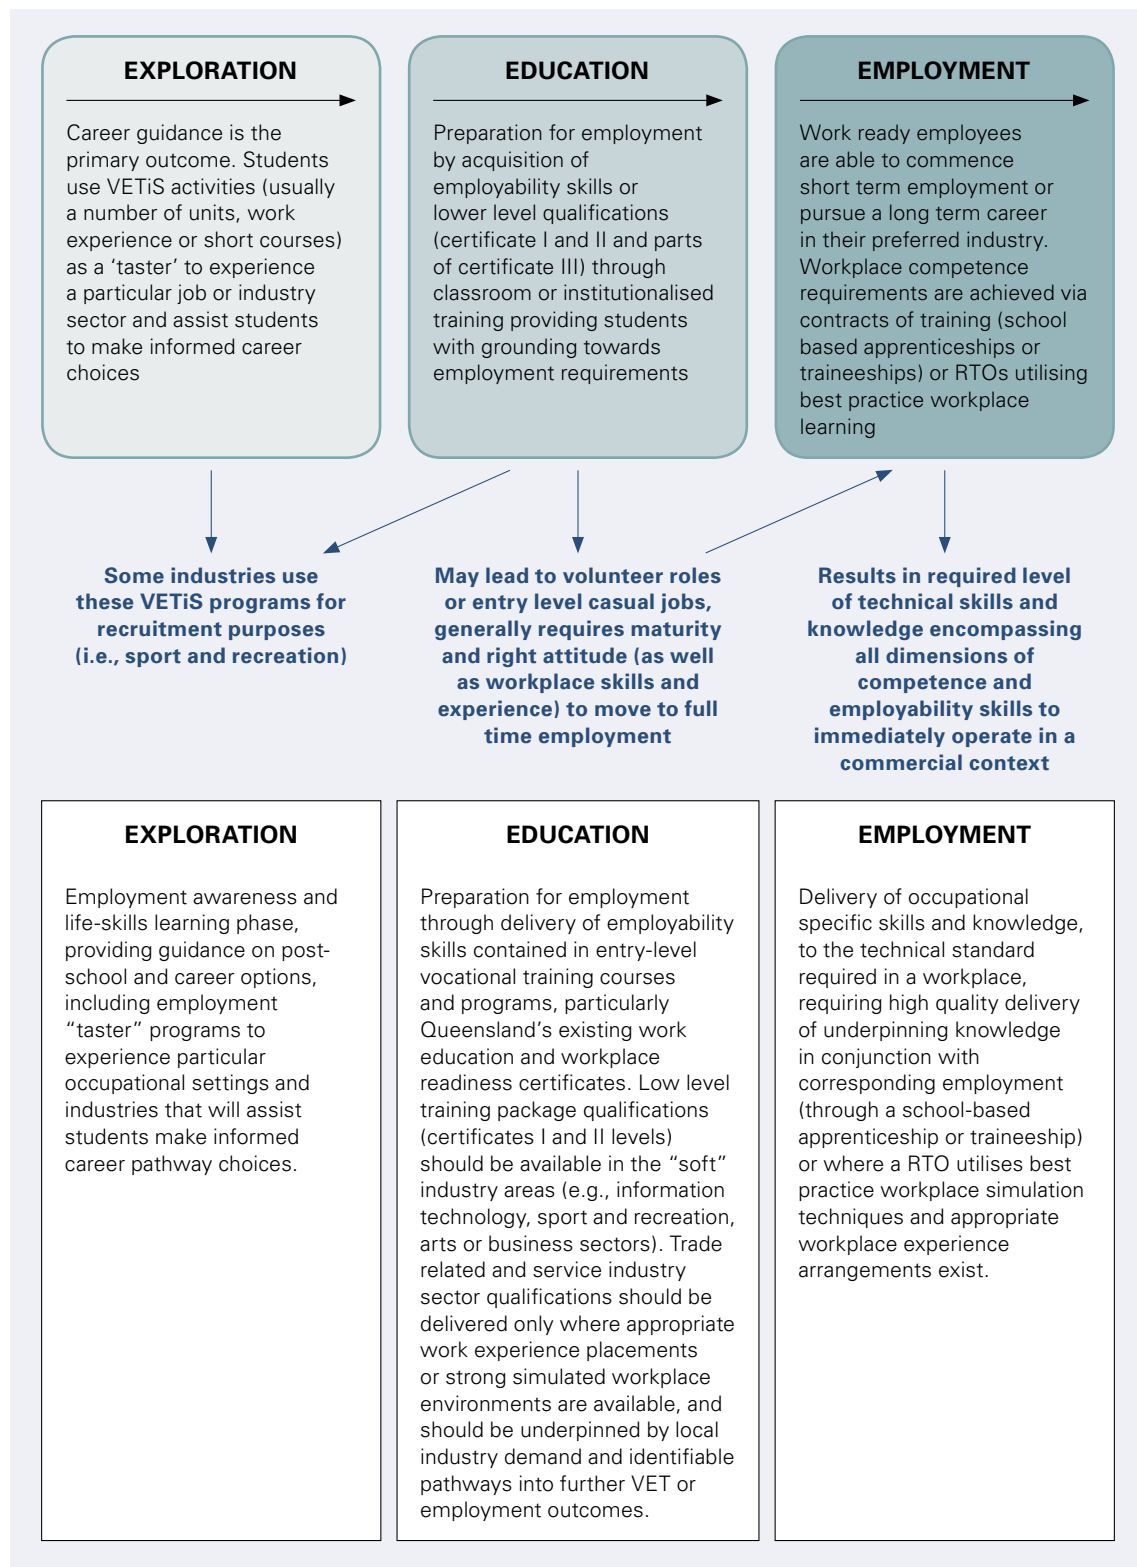 EXPLORATION
Career guidance is the
primary outcome. Students
use VETiS activities (usually
a number of units, work
experience or short courses)
as a ‘taster’ to experience
a particular job or industry
sector and assist students
to make informed career
choices
EDUCATION
Preparation for employment
by acquisition of
employability skills or
lower level qualifications
(certificate I and II and parts
of certificate III) through
classroom or institutionalised
training providing students
with grounding towards
employment requirements
EMPLOYMENT
Work ready employees
are able to commence
short term employment or
pursue a long term career
in their preferred industry.
Workplace competence
requirements are achieved via
contracts of training (school
based apprenticeships or
traineeships) or RTOs utilising
best practice workplace
learning
Some industries use
these VETiS programs for
recruitment purposes
(i.e., sport and recreation)
May lead to volunteer roles
or entry level casual jobs,
generally requires maturity
and right attitude (as well
as workplace skills and
experience) to move to full
time employment
Results in required level
of technical skills and
knowledge encompassing
all dimensions of
competence and
employability skills to
immediately operate in a
commercial context
EXPLORATION
Employment awareness and
life-skills learning phase,
providing guidance on post-
school and career options,
including employment
“taster” programs to
experience particular
occupational settings and
industries that will assist
students make informed
career pathway choices.
EDUCATION
Preparation for employment
through delivery of employability
skills contained in entry-level
vocational training courses
and programs, particularly
Queensland’s existing work
education and workplace
readiness certificates. Low level
training package qualifications
(certificates I and II levels)
should be available in the “soft”
industry areas (e.g., information
technology, sport and recreation,
arts or business sectors). Trade
related and service industry
sector qualifications should be
delivered only where appropriate
work experience placements
or strong simulated workplace
environments are available, and
should be underpinned by local
industry demand and identifiable
pathways into further VET or
employment outcomes.
EMPLOYMENT
Delivery of occupational
specific skills and knowledge,
to the technical standard
required in a workplace,
requiring high quality delivery
of underpinning knowledge
in conjunction with
corresponding employment
(through a school-based
apprenticeship or traineeship)
or where a RTO utilises best
practice workplace simulation
techniques and appropriate
workplace experience
arrangements exist.